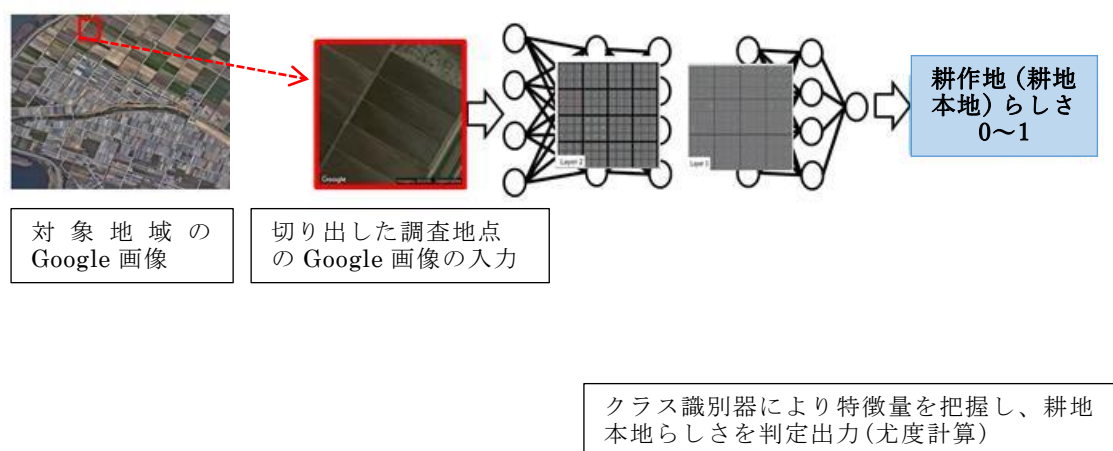 耕作地（耕地
本地）らしさ
0～1
Google
Layer 2
対象地域の
Google 画像
切り出した調査地点
の Google 画像の入力
クラス識別器により特徴量を把握し、耕地
本地らしさを判定出力(尤度計算)